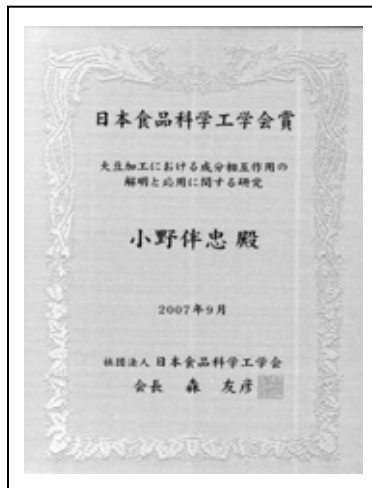 日本食品科学工学会賞
大豆加工における成分相互作用の
解明と応用に関する研究
小野伴忠 殿
2007年9月
社団法人 日本食品科学工学会
会長 森 友彦